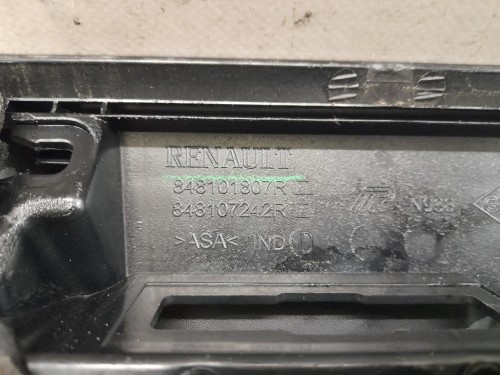 RENAULT
848101807R
848107242R
>ASA< IND D